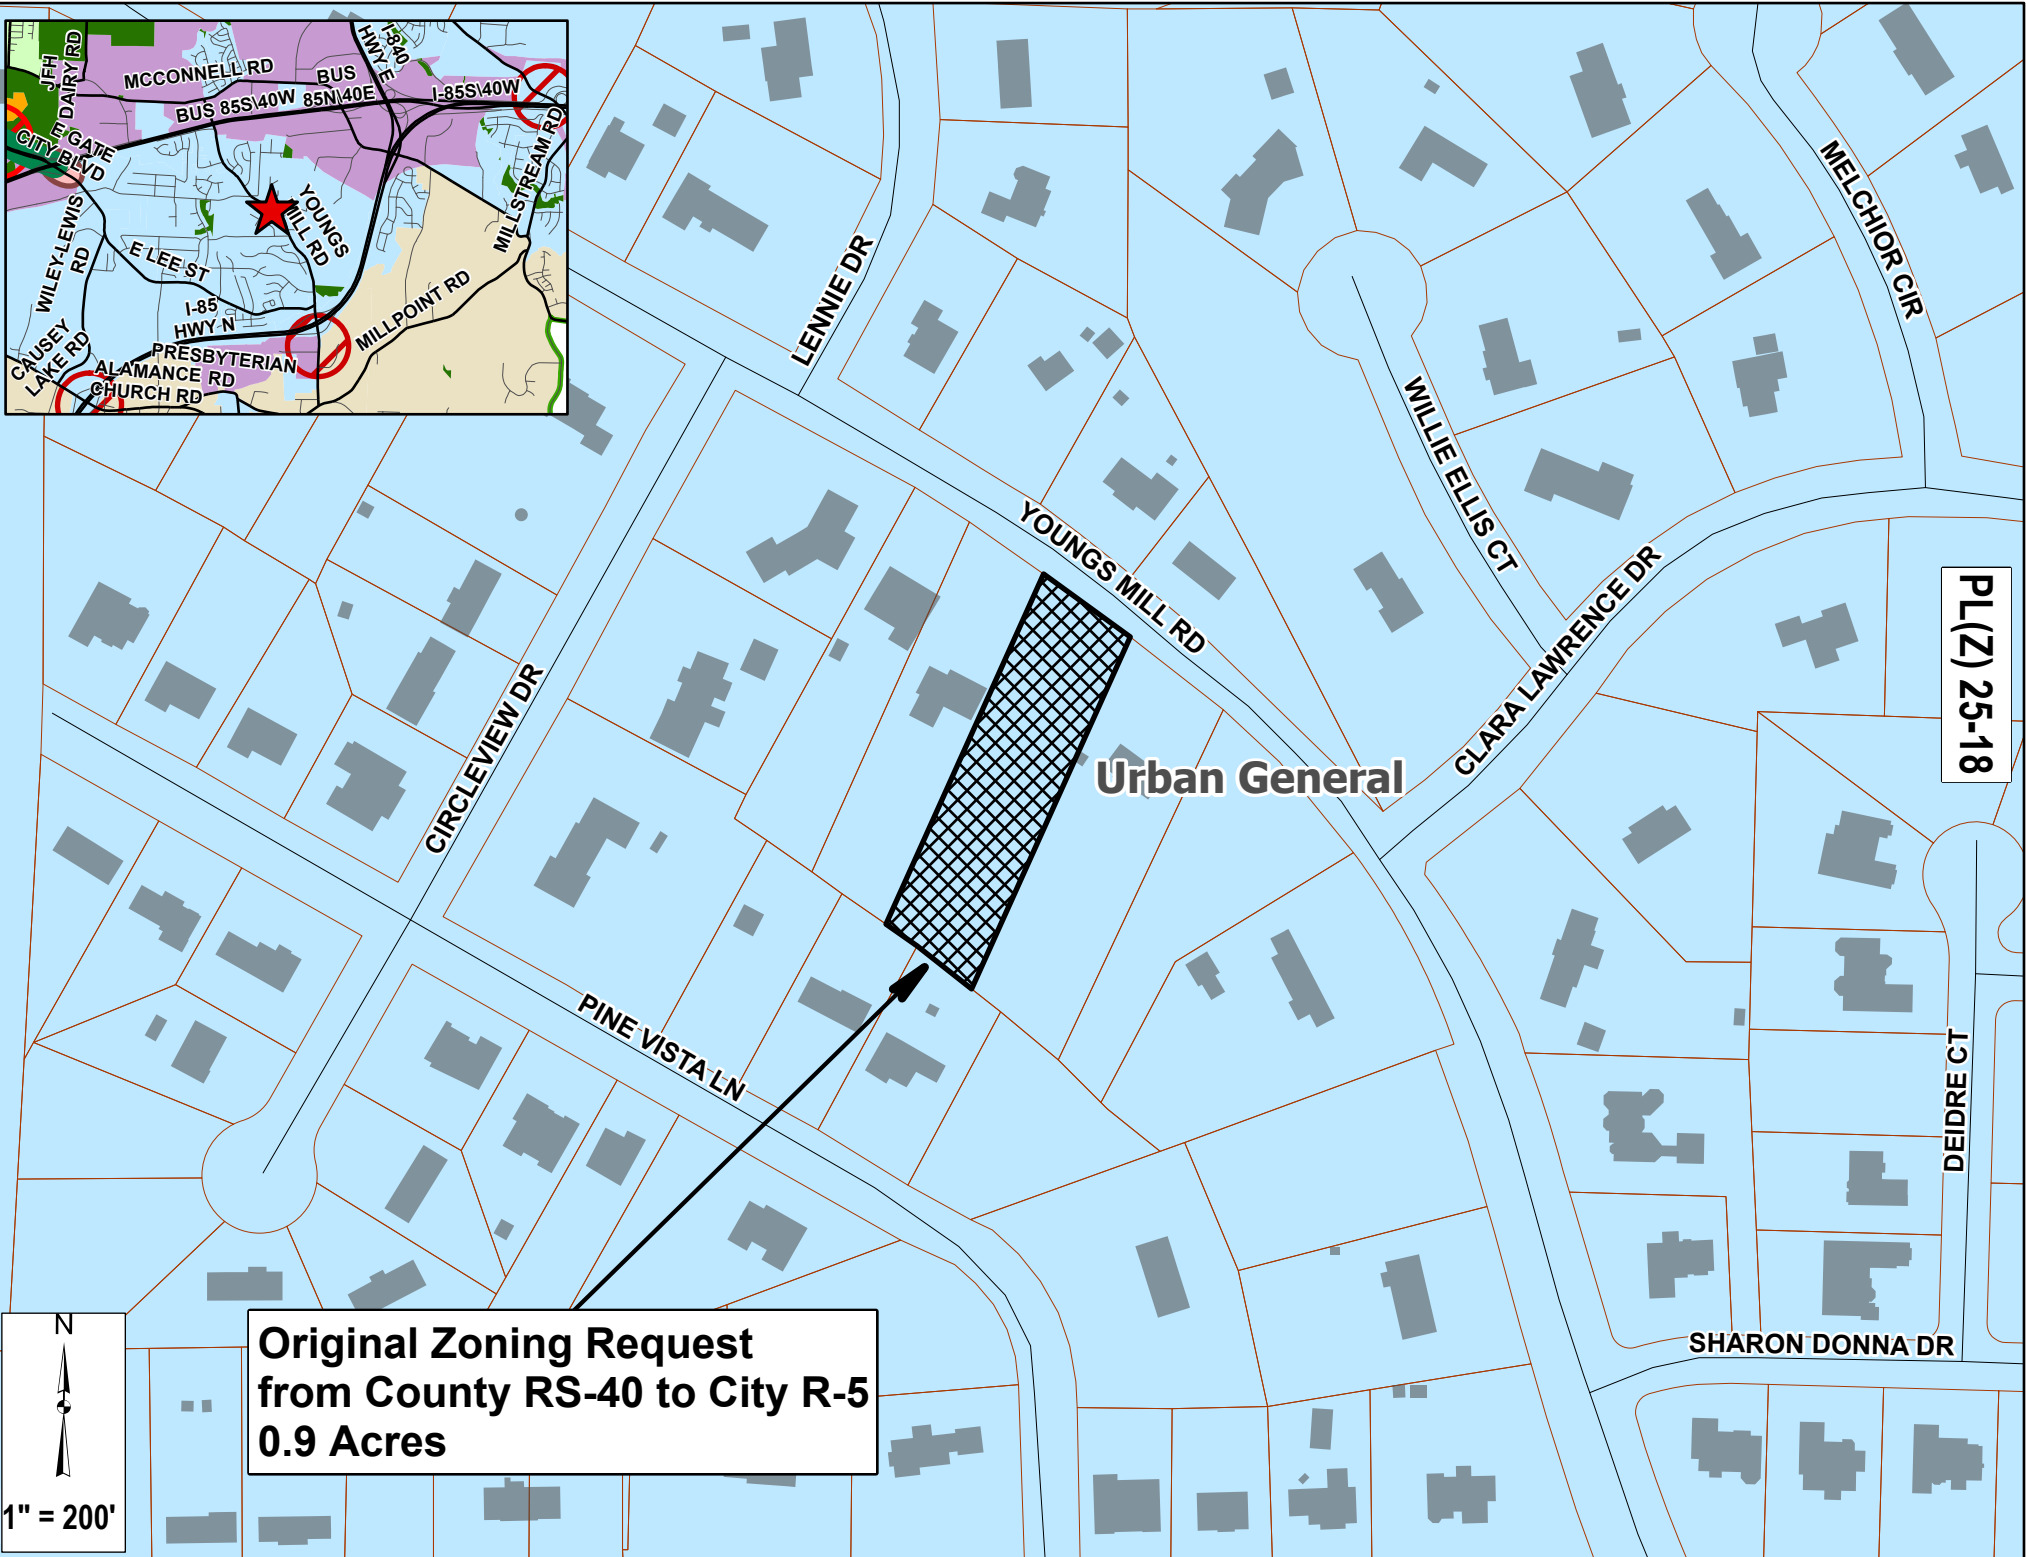 JFH
E DAIRY RD
MCCONNELL RD
BUS
BUS 85S\40W
85N\40E
HWY E
I-840
I-85S\40W
E GATE
CITY BLVD
WILEY-LEWIS
RD
E LEE ST
YOUNGS
MILL RD
MILLSTREAM RD
I-85
HWY N
MILLPOINT RD
CAUSEY
LAKE RD
PRESBYTERIAN
ALAMANCE RD
CHURCH RD
LENNIE DR
MELCHIOR CIR
WILLIE ELLIS CT
YOUNGS MILL RD
CLARA LAWRENCE DR
PL(Z) 25-18
CIRCLEVIEW DR
Urban General
PINE VISTA LN
DEIDRE CT
SHARON DONNA DR
N
1" = 200'
Original Zoning Request
from County RS-40 to City R-5
0.9 Acres